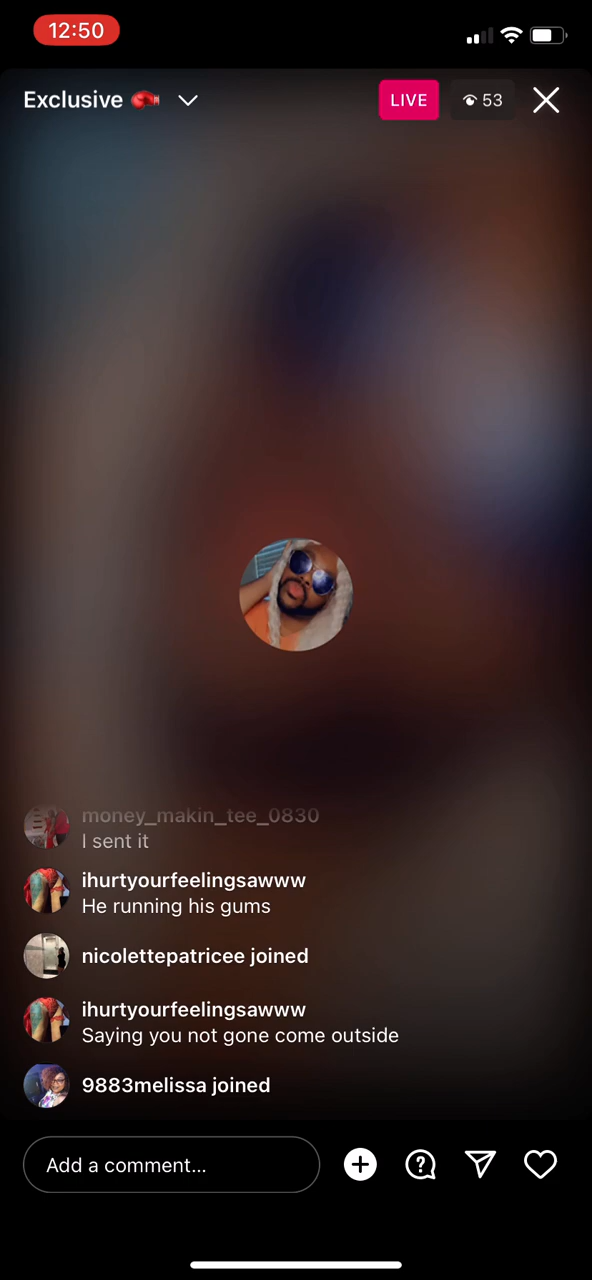 12:50
Exclusive 🥊
LIVE
53
money_makin_tee_0830
I sent it
ihurtyourfeelingsawww
He running his gums
nicolettepatricee joined
ihurtyourfeelingsawww
Saying you not gone come outside
9883melissa joined
Add a comment...